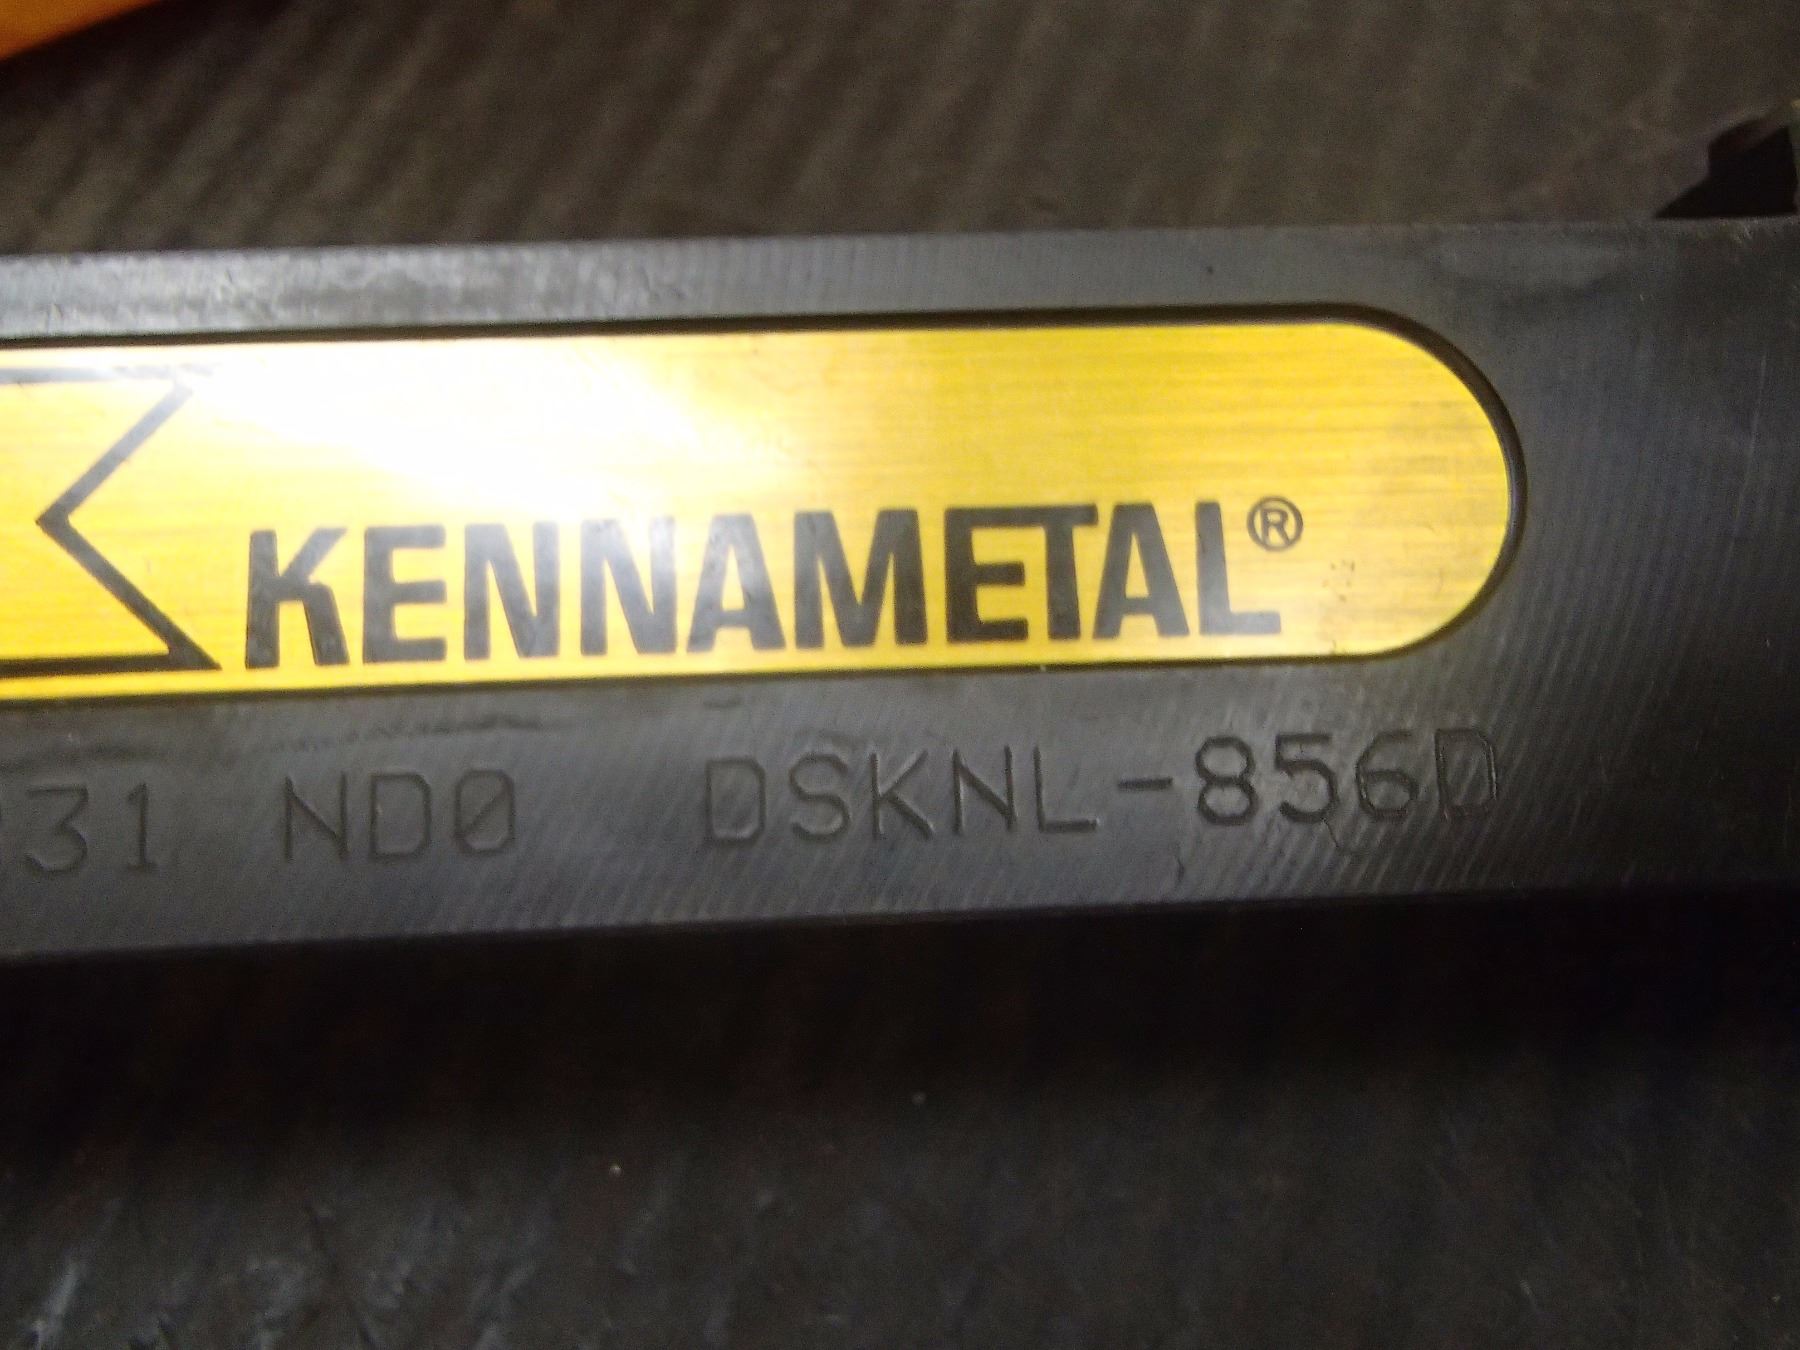 KENNAMETAL®
31 ND0 DSKNL-856D